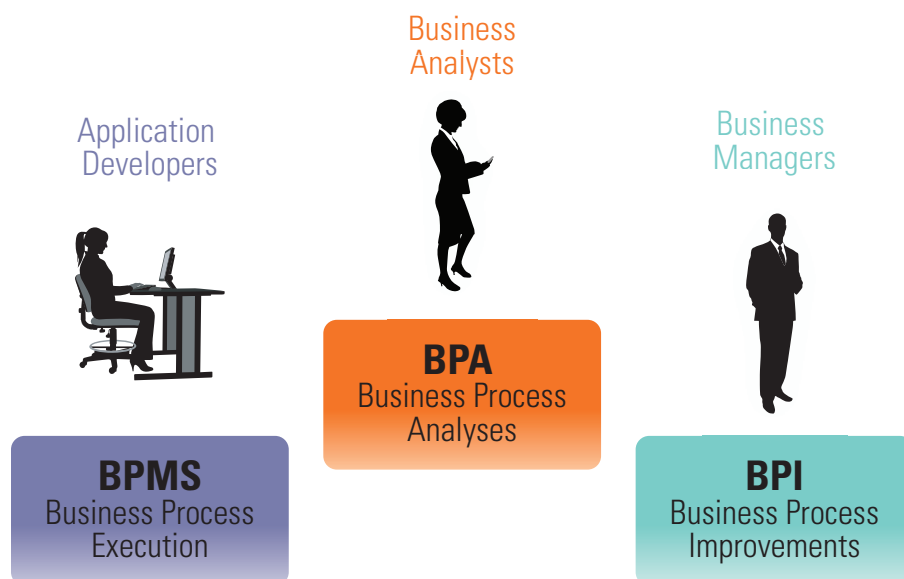 Business
Analysts
Application
Developers
Business
Managers
BPA
Business Process
Analyses
BPMS
Business Process
Execution
BPI
Business Process
Improvements